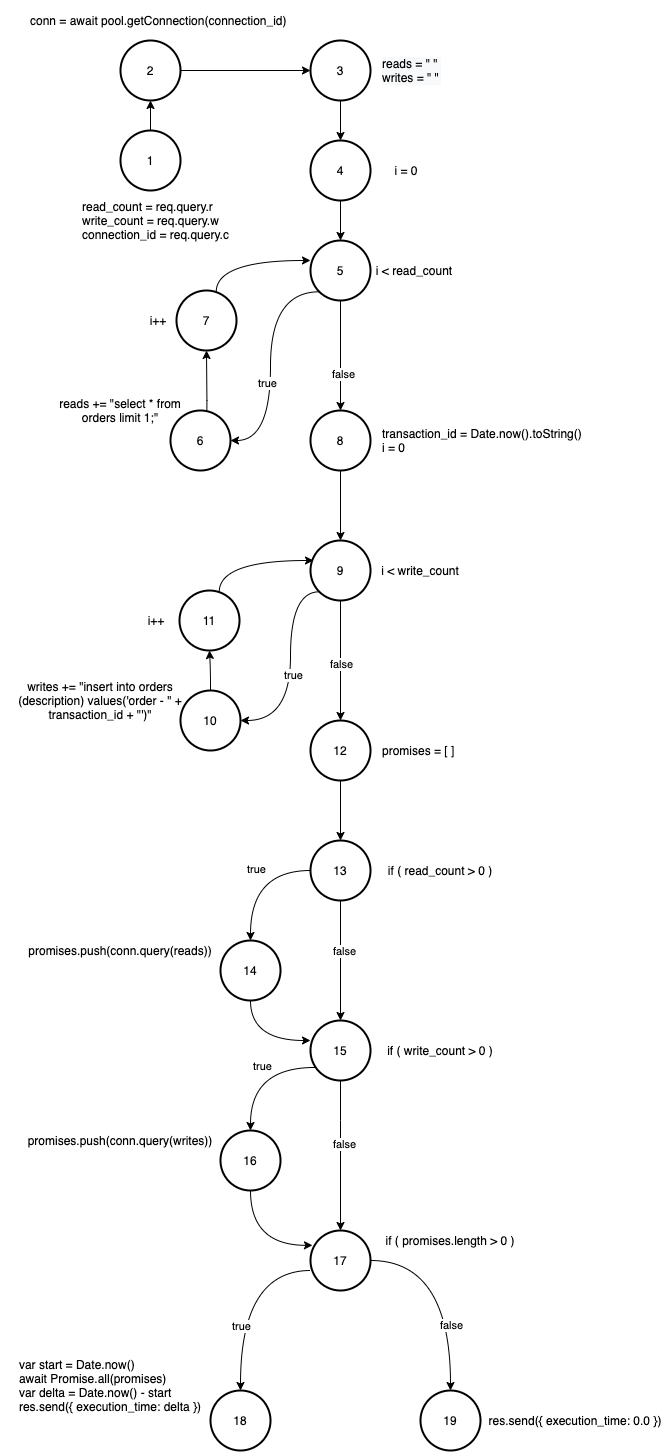 conn = await pool.getConnection(connection_id)
2
3
reads = " "
writes = " "
1
4
i = 0
read_count = req.query.r
write_count = req.query.w
connection_id = req.query.c
5
i < read_count
7
i++
true
false
reads += "select * from
orders limit 1;"
6
8
transaction_id = Date.now().toString()
i = 0
9
i < write_count
11
i++
true
false
writes += "insert into orders
(description) values('order - " +
transaction_id + "')"
10
12
promises = [ ]
13
if ( read_count > 0 )
true
false
promises.push(conn.query(reads))
14
15
if ( write_count > 0 )
true
false
promises.push(conn.query(writes))
16
17
if ( promises.length > 0 )
true
false
var start = Date.now()
await Promise.all(promises)
var delta = Date.now() - start
res.send({ execution_time: delta })
18
19
res.send({ execution_time: 0.0 })